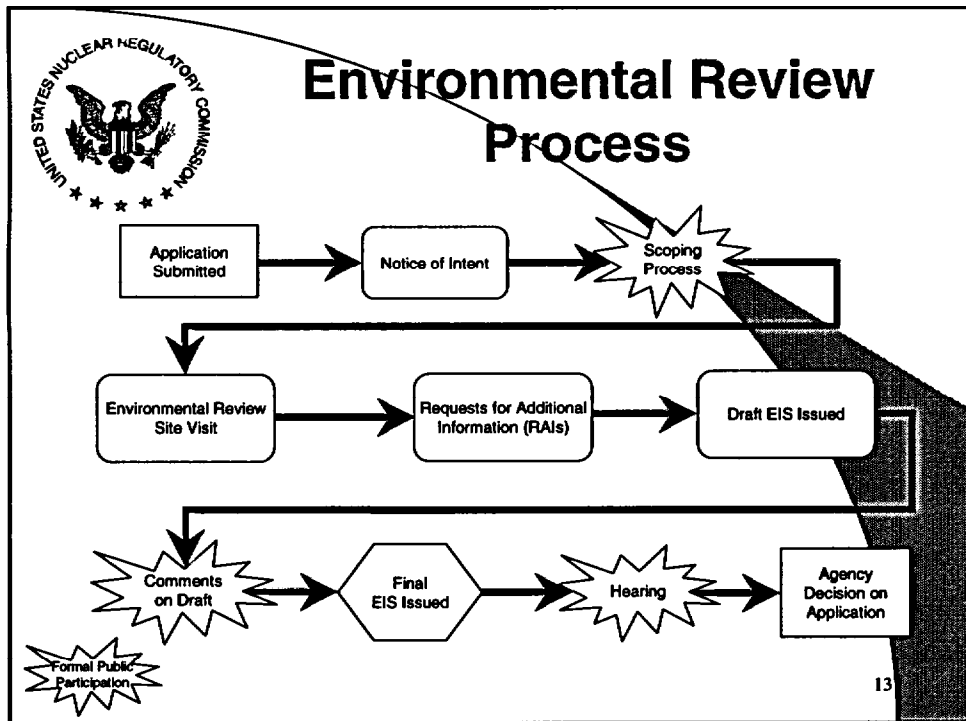 UNITED STATES NUCLEAR REGULATORY COMMISSION
Environmental Review
Process
Application
Submitted
Notice of Intent
Scoping
Process
Environmental Review
Site Visit
Requests for Additional
Information (RAIs)
Draft EIS Issued
Comments
on Draft
Final
EIS Issued
Hearing
Agency
Decision on
Application
Formal Public
Participation
13